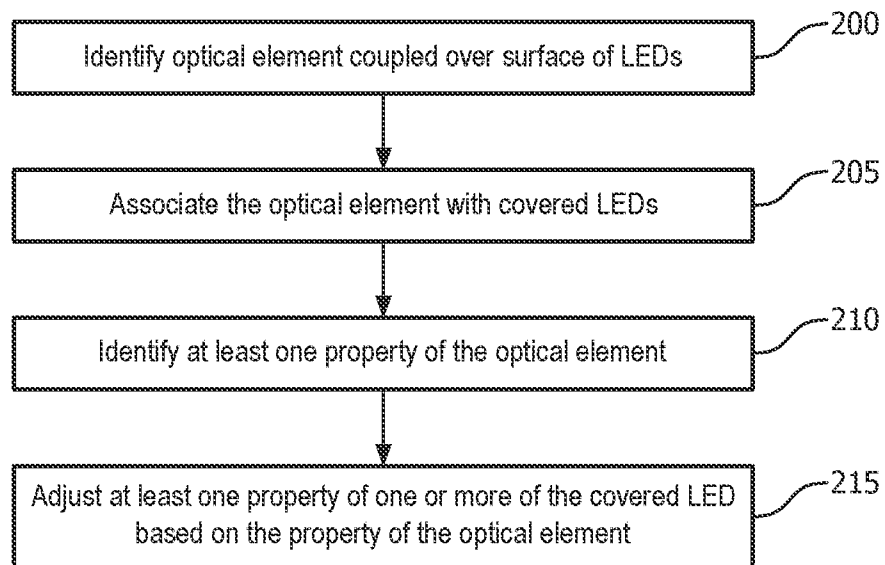 200
Identify optical element coupled over surface of LEDs
205
Associate the optical element with covered LEDs
210
Identify at least one property of the optical element
215
Adjust at least one property of one or more of the covered LED
based on the property of the optical element